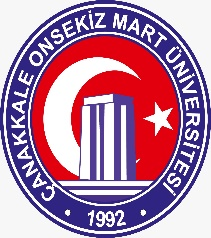 ÇANAKKALE ONSEKİZ MART ÜNİVERSİTESİ
• 1992 •